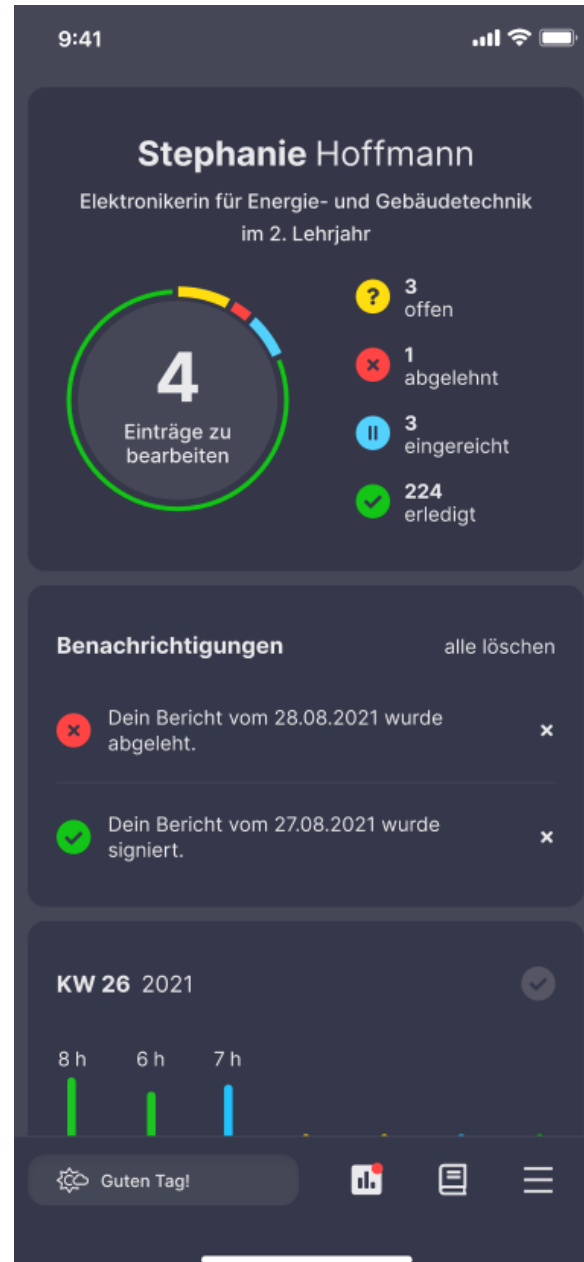 9:41
Stephanie Hoffmann
Elektronikerin für Energie- und Gebäudetechnik
im 2. Lehrjahr
4
Einträge zu
bearbeiten
3
offen
1
abgelehnt
3
eingereicht
224
erledigt
Benachrichtigungen
alle löschen
Dein Bericht vom 28.08.2021 wurde
abgeleht.
Dein Bericht vom 27.08.2021 wurde
signiert.
KW 26 2021
8 h 6 h 7 h
Guten Tag!